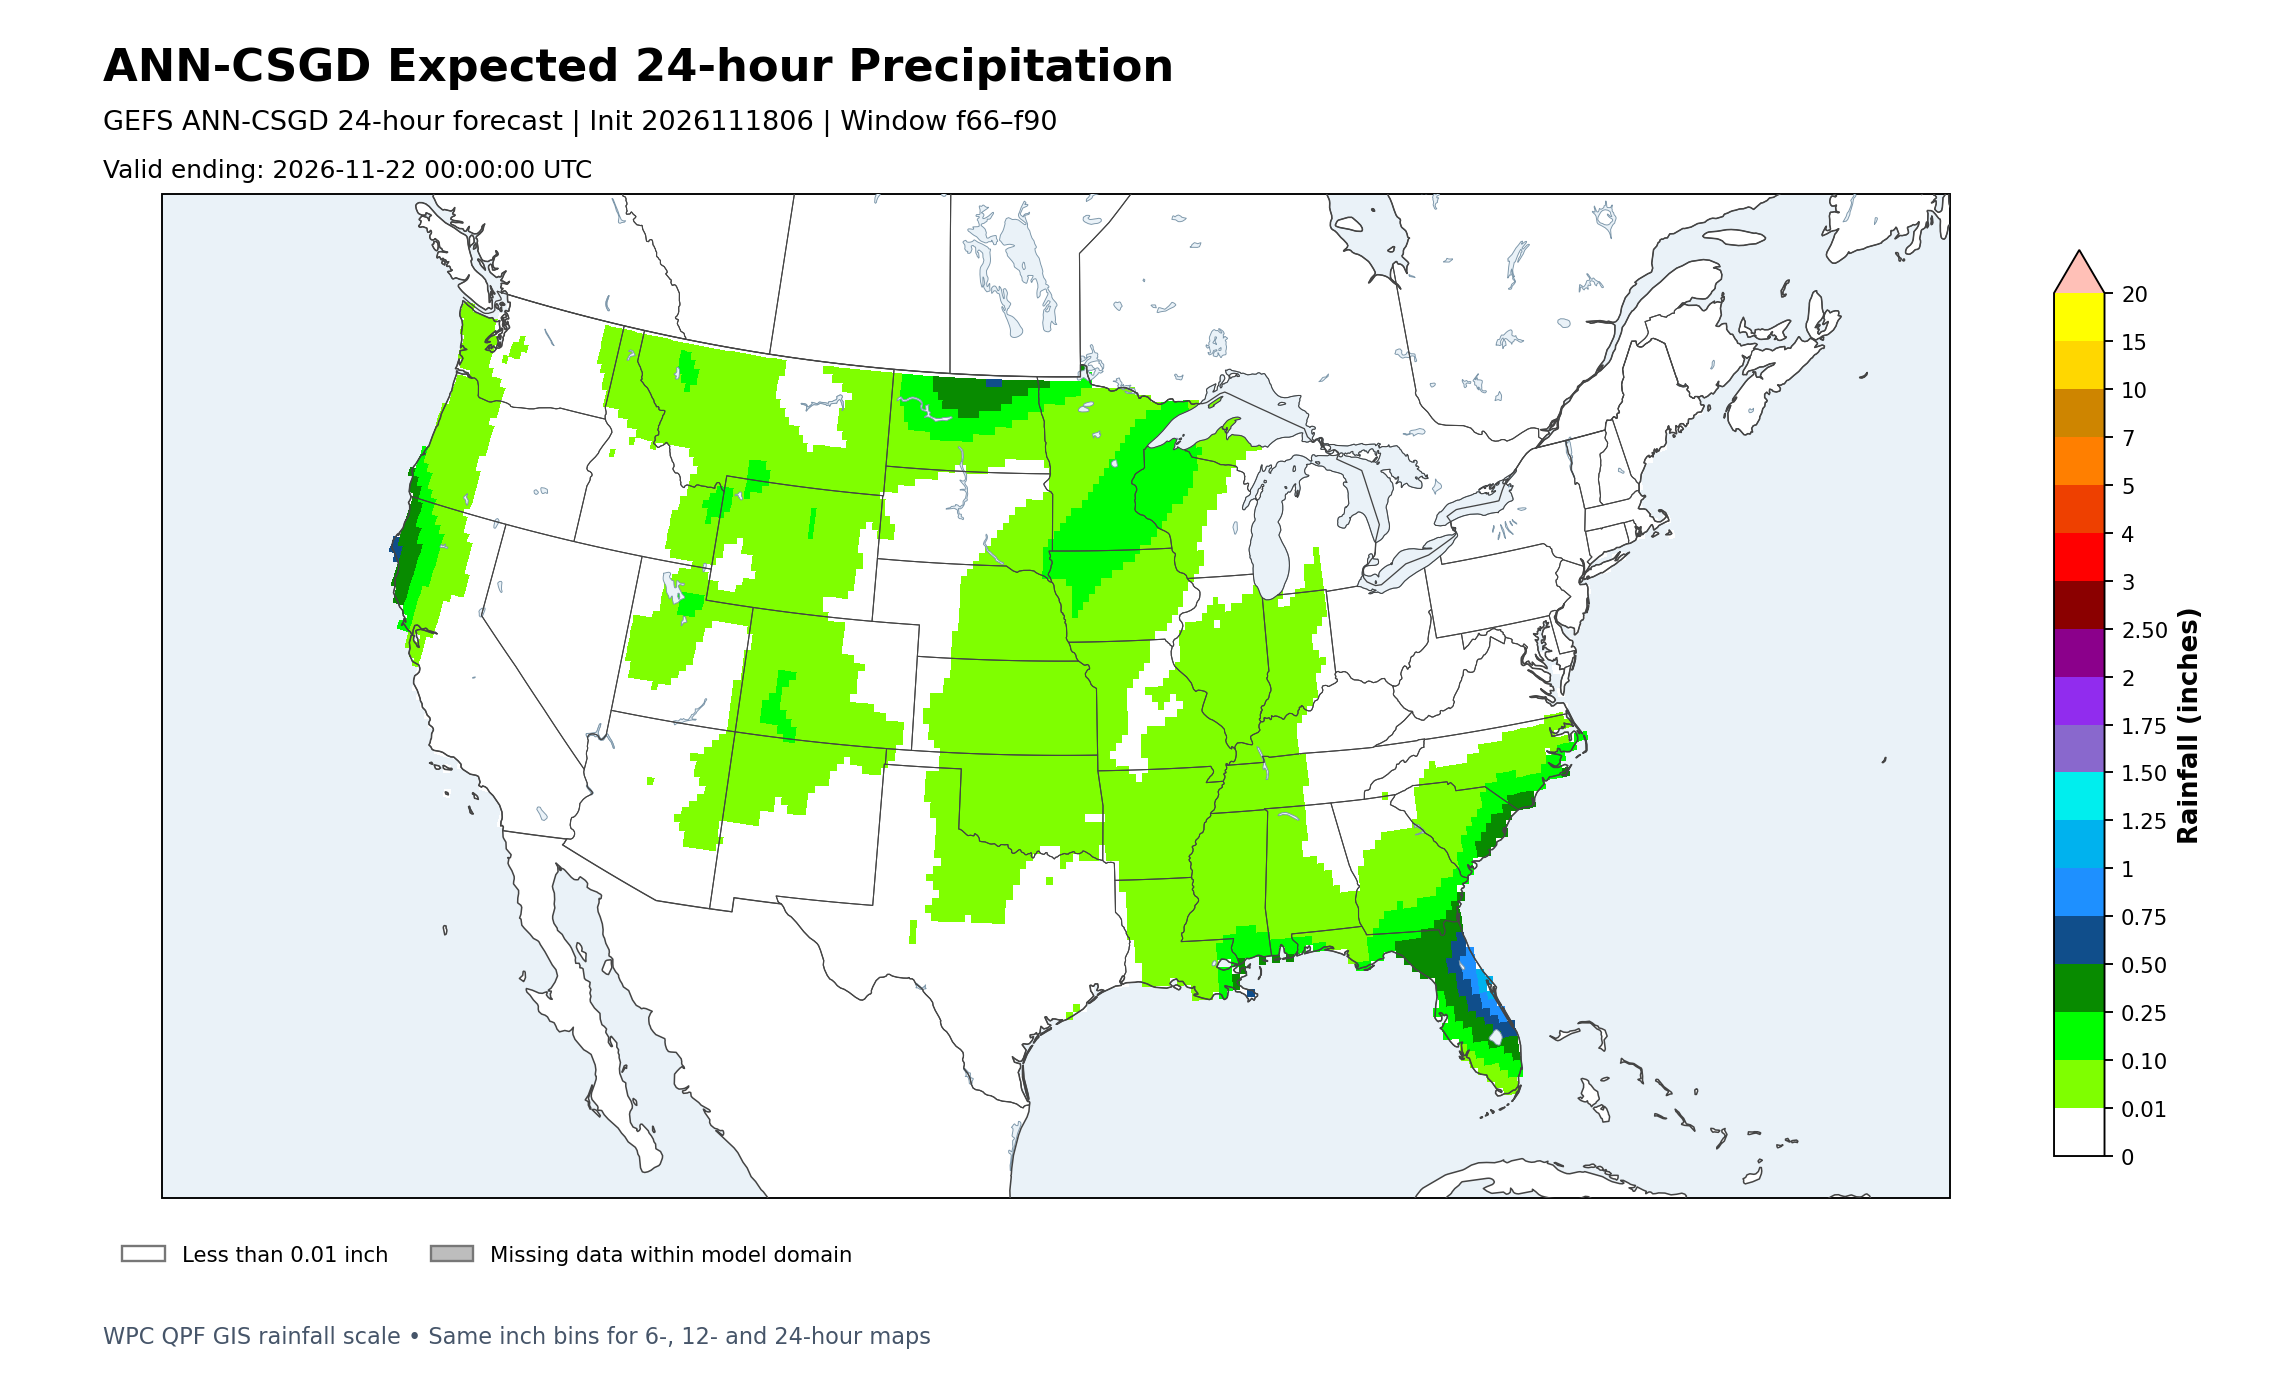 ANN-CSGD Expected 24-hour Precipitation
GEFS ANN-CSGD 24-hour forecast | Init 2026111806 | Window f66–f90
Valid ending: 2026-11-22 00:00:00 UTC
20
15
10
7
5
4
3
2.50
2
1.75
1.50
1.25
1
0.75
0.50
0.25
0.10
0.01
0
Rainfall (inches)
Less than 0.01 inch
Missing data within model domain
WPC QPF GIS rainfall scale • Same inch bins for 6-, 12- and 24-hour maps